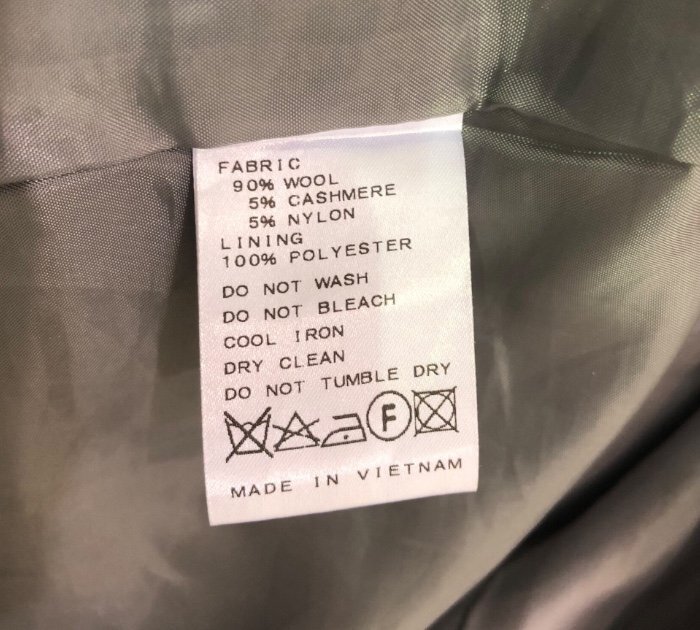 FABRIC
90% WOOL
5% CASHMERE
5% NYLON
LINING
100% POLYESTER
DO NOT WASH
DO NOT BLEACH
COOL IRON
DRY CLEAN
DO NOT TUMBLE DRY
F
MADE IN VIETNAM